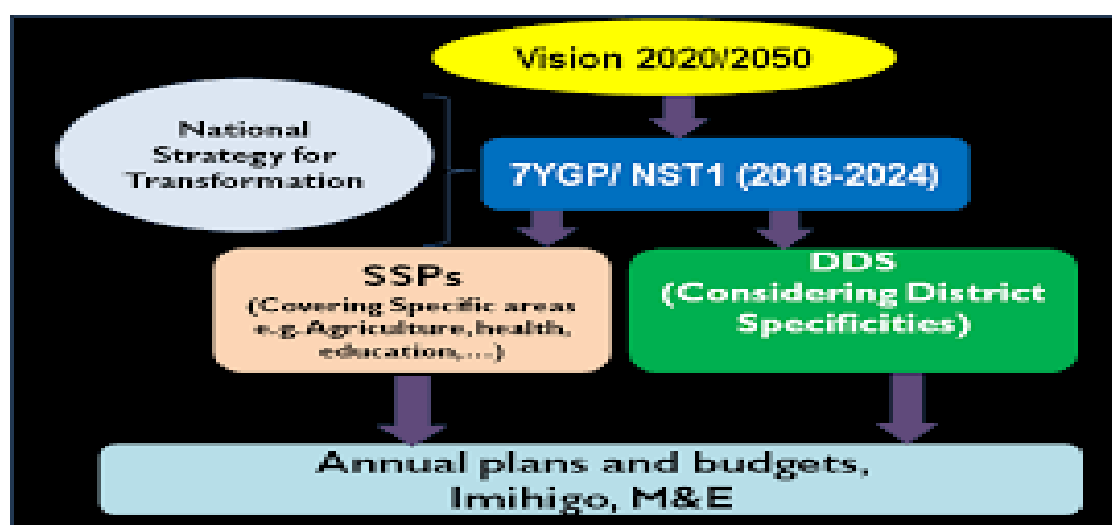 Vision 2020/2050
National
Strategy for
Transformation
7YGP/ NST1 (2018-2024)
SSPs
(Covering Specific areas
e.g. Agriculture, health,
education,...)
DDS
(Considering District
Specificities)
Annual plans and budgets,
Imihigo, M&E